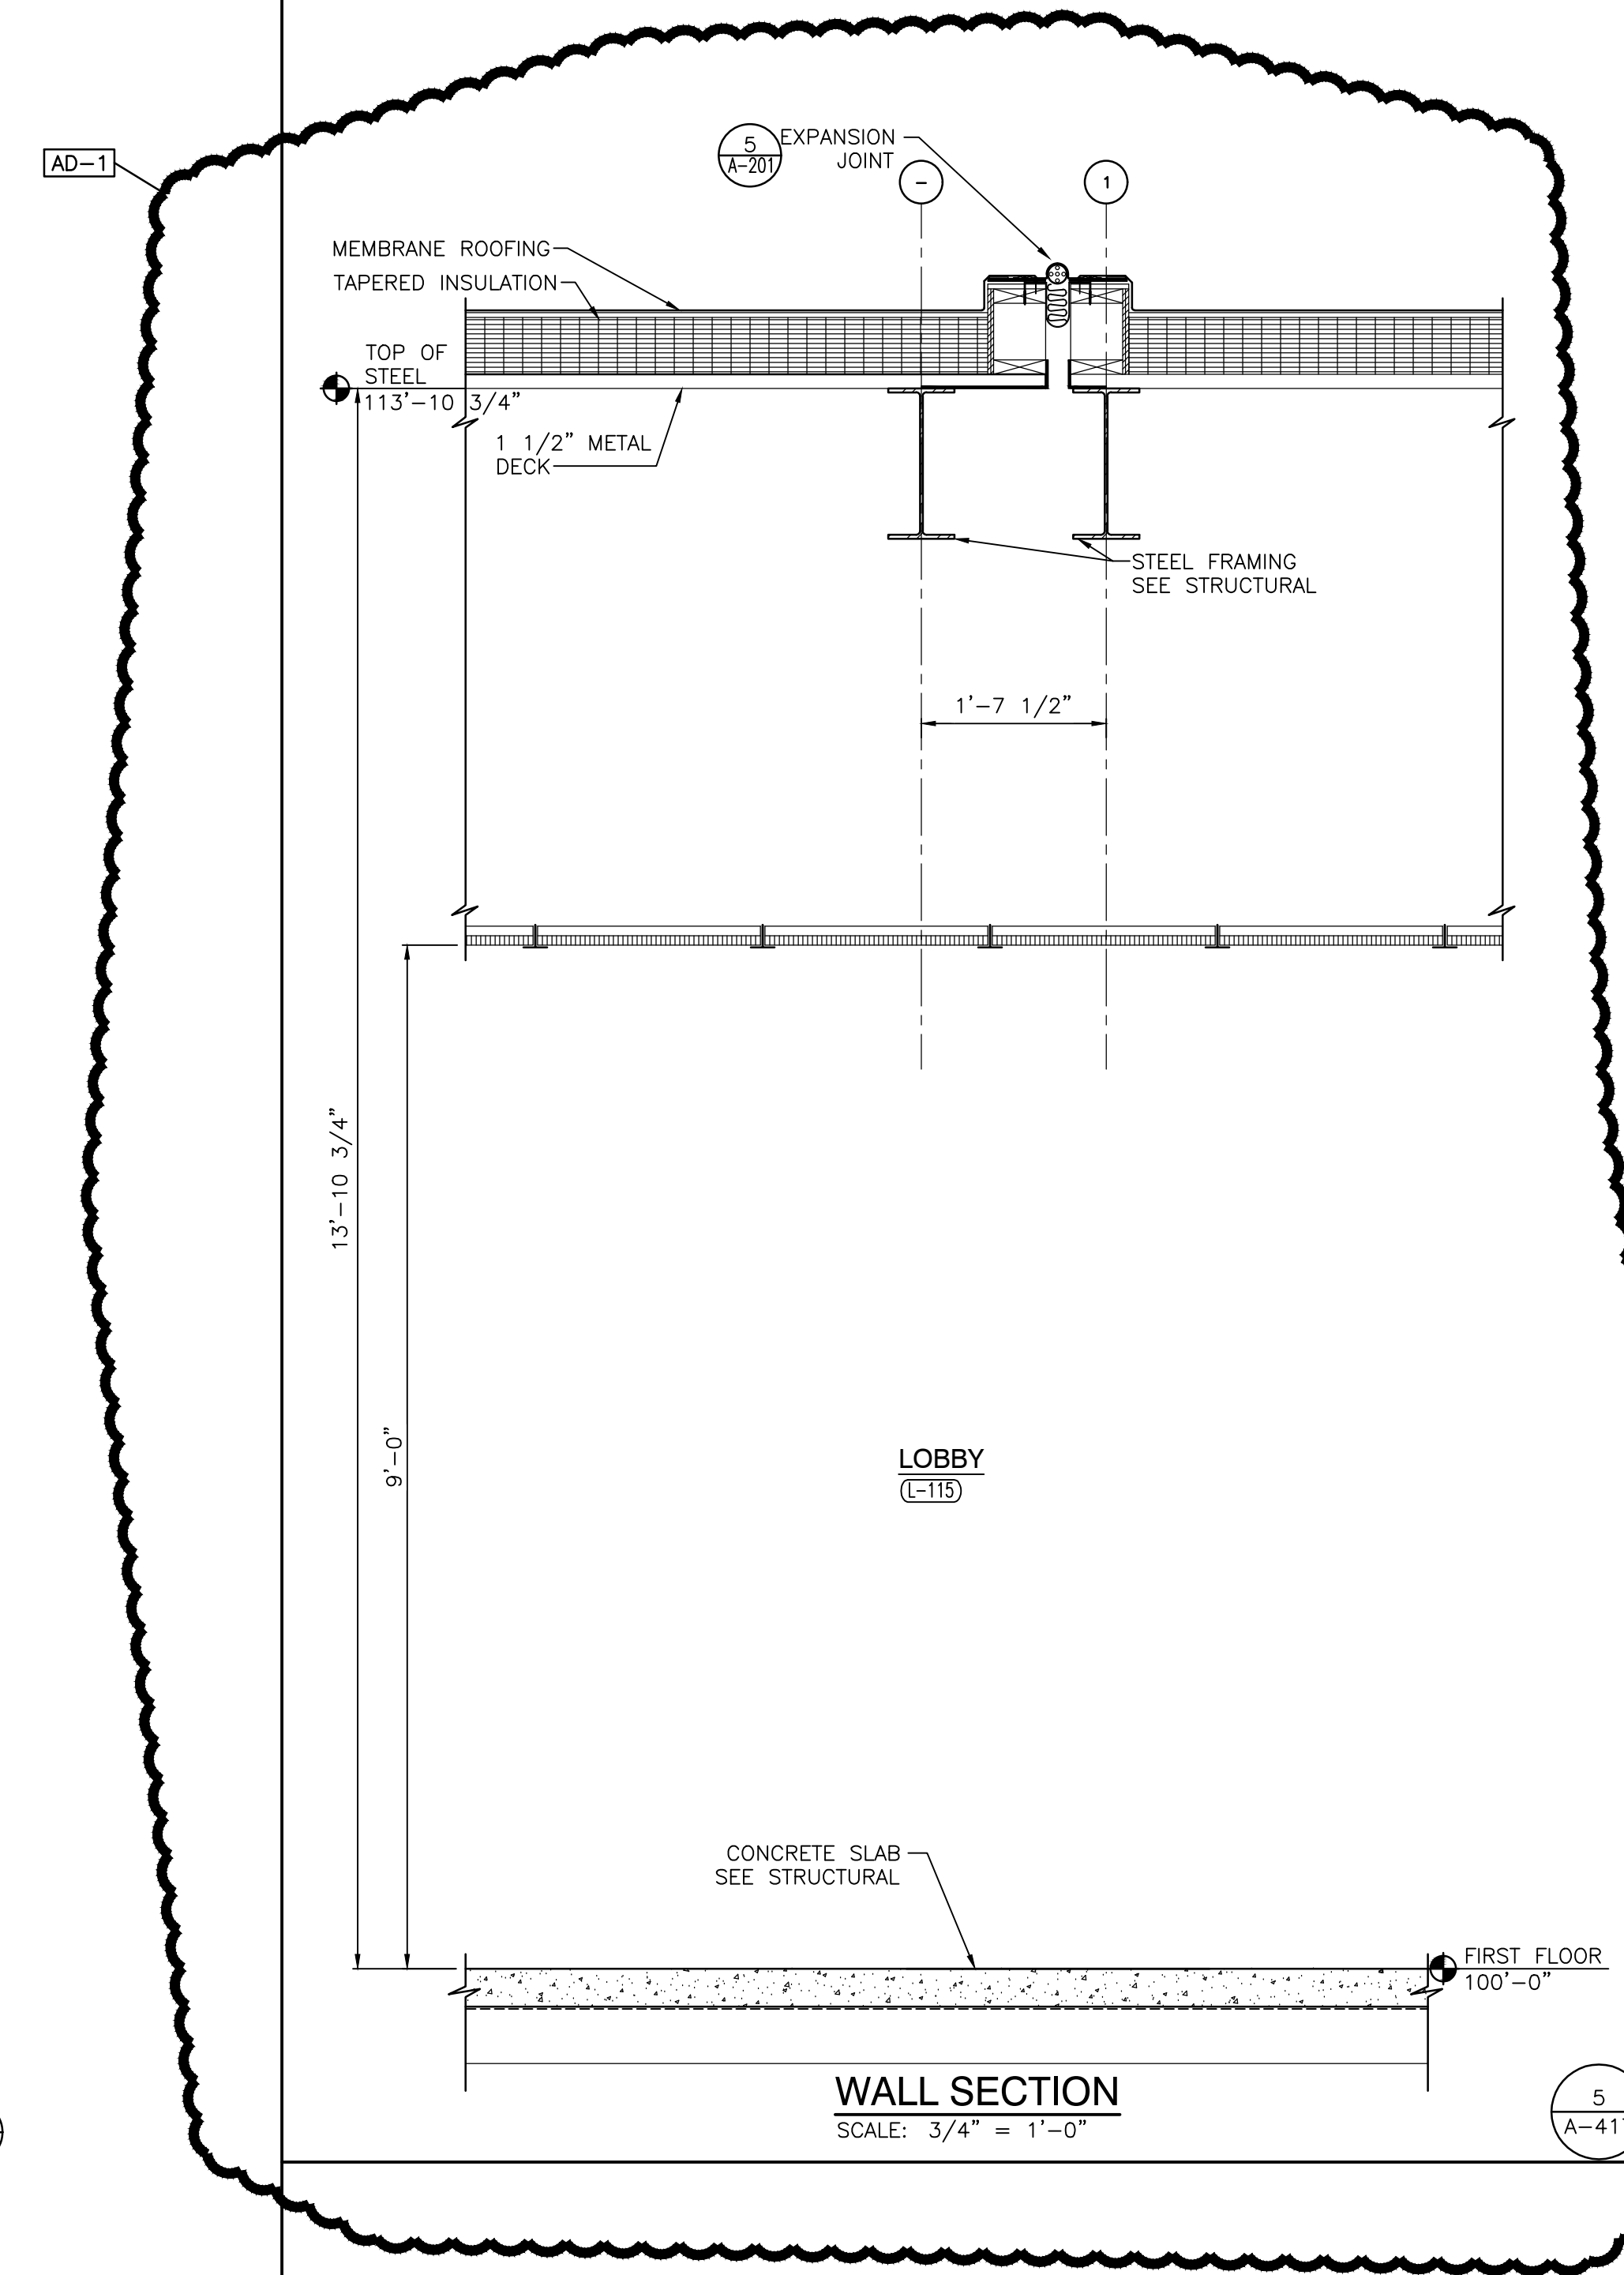 AD-1
5
A-201
EXPANSION
JOINT
-
1
MEMBRANE ROOFING
TAPERED INSULATION
TOP OF
STEEL
113'-10 3/4"
1 1/2" METAL
DECK
STEEL FRAMING
SEE STRUCTURAL
1'-7 1/2"
13'-10 3/4"
9'-0"
LOBBY
L-115
CONCRETE SLAB
SEE STRUCTURAL
FIRST FLOOR
100'-0"
WALL SECTION
SCALE: 3/4" = 1'-0"
5